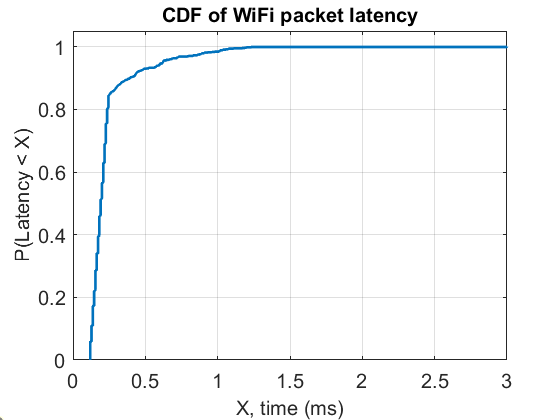 CDF of WiFi packet latency
P(Latency < X)
1
0.8
0.6
0.4
0.2
0
0 0.5 1 1.5 2 2.5 3
X, time (ms)